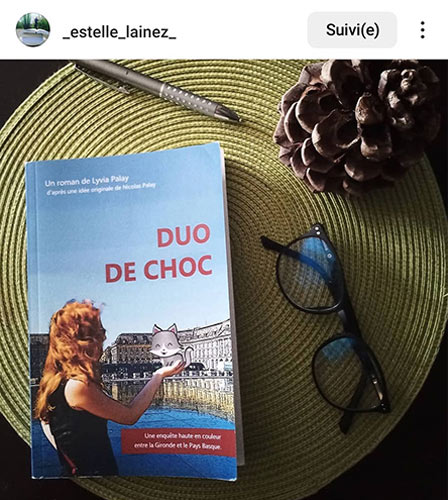 _estelle_lainez_
Suivi(e)
Un roman de Lyvia Palay
d'après une idée originale de Nicolas Palay
DUO
DE CHOC
Une enquête haute en couleur
entre la Gironde et le Pays Basque.